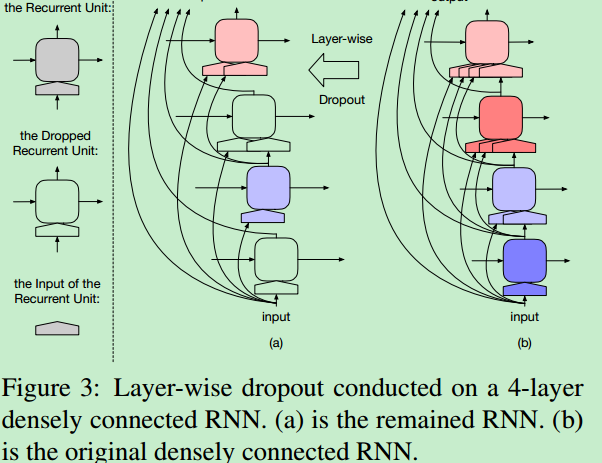 the Recurrent Unit:
Layer-wise
Dropout
the Dropped
Recurrent Unit:
the Input of the
Recurrent Unit:
input
input
(a)
(b)
Figure 3: Layer-wise dropout conducted on a 4-layer
densely connected RNN. (a) is the remained RNN. (b)
is the original densely connected RNN.